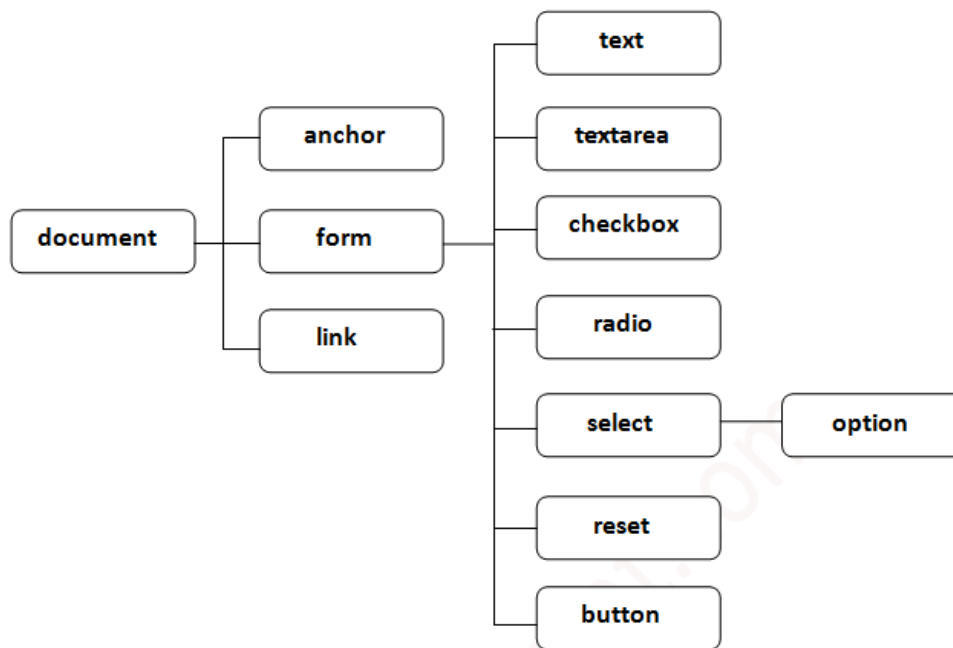 document
anchor
form
link
text
textarea
checkbox
radio
select
option
reset
button